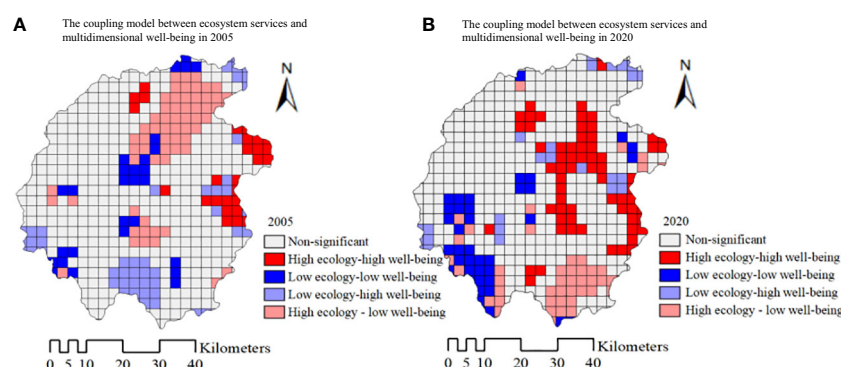 A
The coupling model between ecosystem services and
multidimensional well-being in 2005
N
2005
Non-significant
High ecology-high well-being
Low ecology-low well-being
Low ecology-high well-being
High ecology - low well-being
Kilometers
0 5 10 20 30 40
B
The coupling model between ecosystem services and
multidimensional well-being in 2020
N
2020
Non-significant
High ecology-high well-being
Low ecology-low well-being
Low ecology-high well-being
High ecology - low well-being
Kilometers
0 5 10 20 30 40